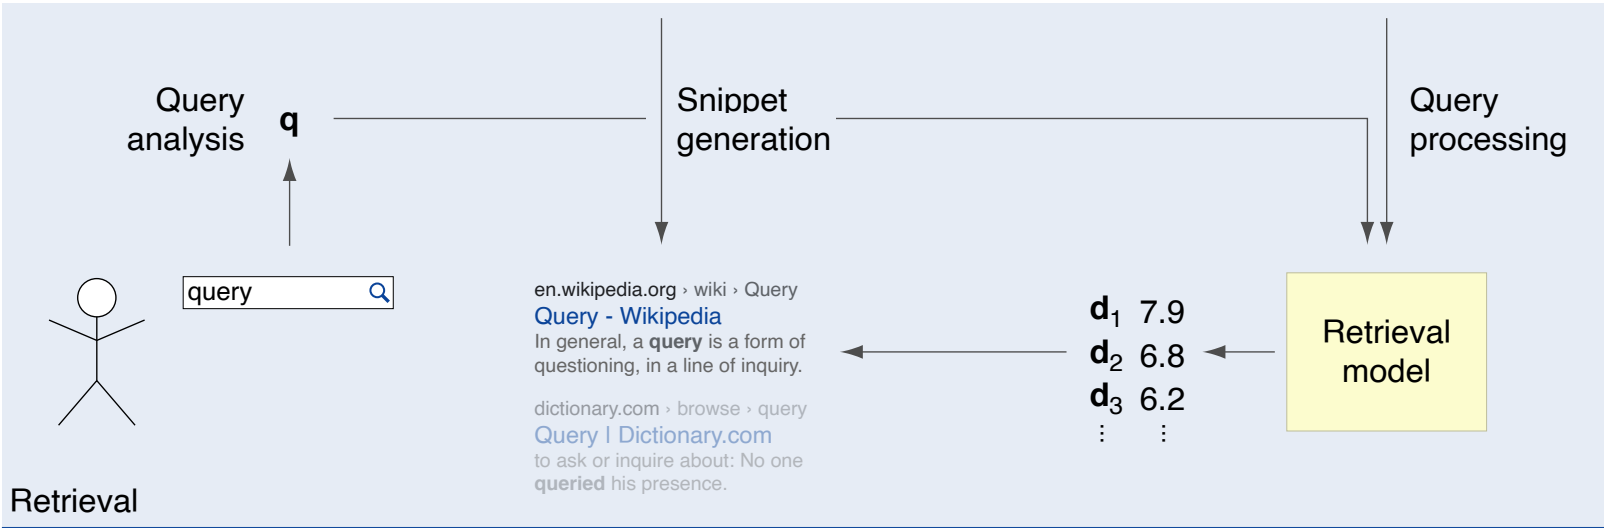 Query
analysis
q
Snippet
generation
Query
processing
query
en.wikipedia.org › wiki › Query
Query - Wikipedia
In general, a query is a form of
questioning, in a line of inquiry.
dictionary.com › browse › query
Query | Dictionary.com
to ask or inquire about: No one
queried his presence.
d1 7.9
d2 6.8
d3 6.2
⋮ ⋮
Retrieval
model
Retrieval